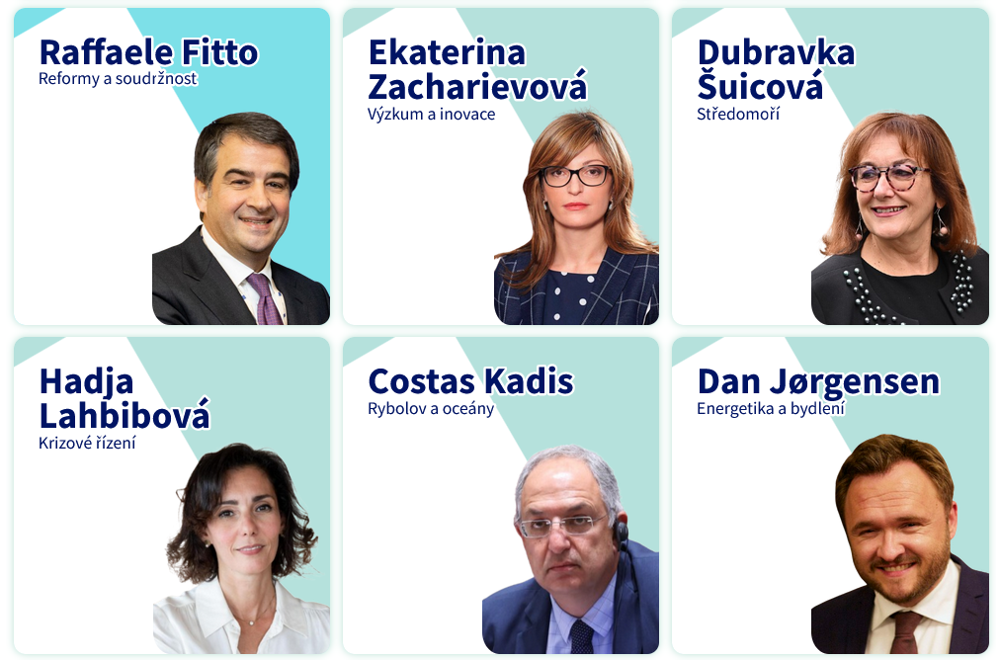 Raffaele Fitto
Reformy a soudržnost
Ekaterina
Zacharievová
Výzkum a inovace
Dubravka
Šuicová
Středomoří
Hadja
Lahbibová
Krizové řízení
Costas Kadis
Rybolov a oceány
Dan Jørgensen
Energetika a bydlení